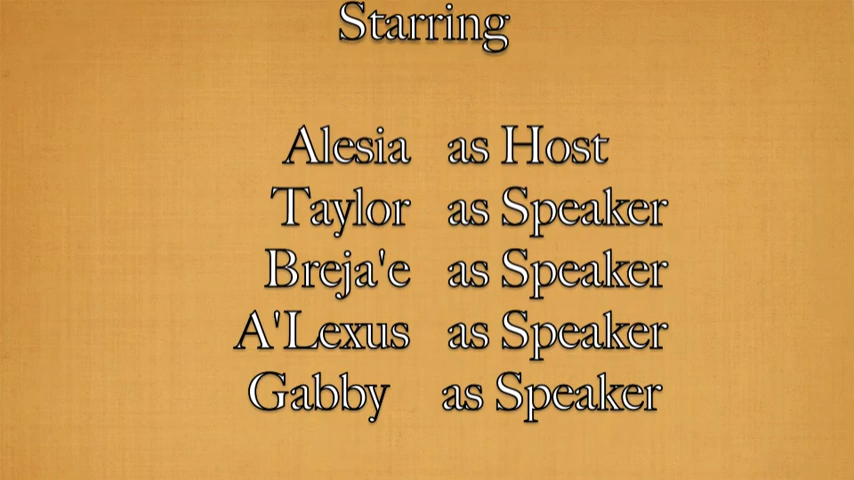 Starring
Alesia as Host
Taylor as Speaker
Breja'e as Speaker
A'Lexus as Speaker
Gabby as Speaker